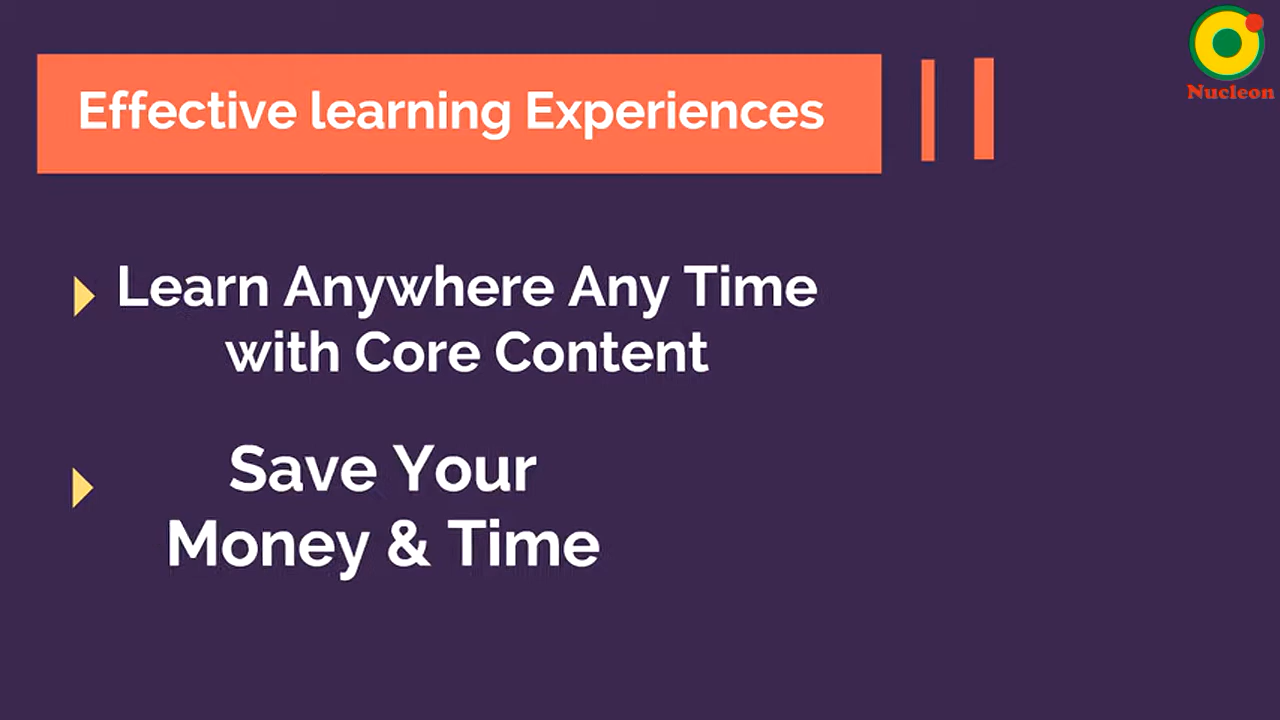 Nucleon
Effective learning Experiences
Learn Anywhere Any Time
with Core Content
Save Your
Money & Time